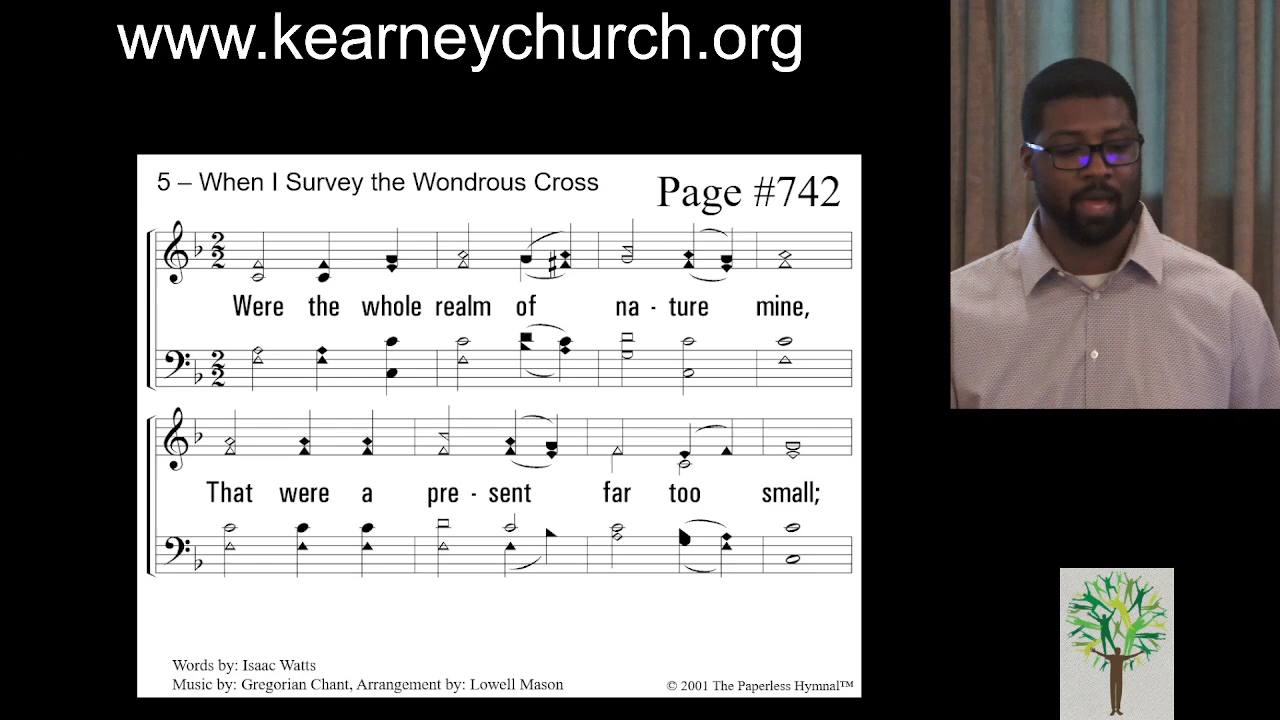 www.kearneychurch.org
5 – When I Survey the Wondrous Cross
Page #742
Were the whole realm of na - ture mine,
That were a pre - sent far too small;
Words by: Isaac Watts
Music by: Gregorian Chant, Arrangement by: Lowell Mason
© 2001 The Paperless Hymnal™